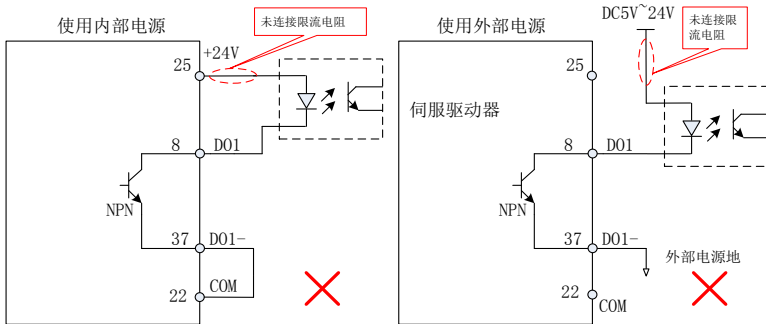 使用内部电源
未连接限流电阻
+24V
25
8
DO1
NPN
37
DO1-
22
COM
使用外部电源
DC5V~24V
未连接限
流电阻
25
伺服驱动器
8
DO1
NPN
37
DO1-
外部电源地
22
COM